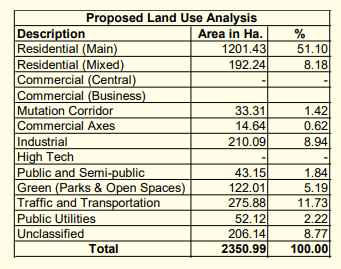 Proposed Land Use Analysis
Description Area in Ha. %
Residential (Main) 1201.43 51.10
Residential (Mixed) 192.24 8.18
Commercial (Central) - -
Commercial (Business)
Mutation Corridor 33.31 1.42
Commercial Axes 14.64 0.62
Industrial 210.09 8.94
High Tech - -
Public and Semi-public 43.15 1.84
Green (Parks & Open Spaces) 122.01 5.19
Traffic and Transportation 275.88 11.73
Public Utilities 52.12 2.22
Unclassified 206.14 8.77
Total 2350.99 100.00